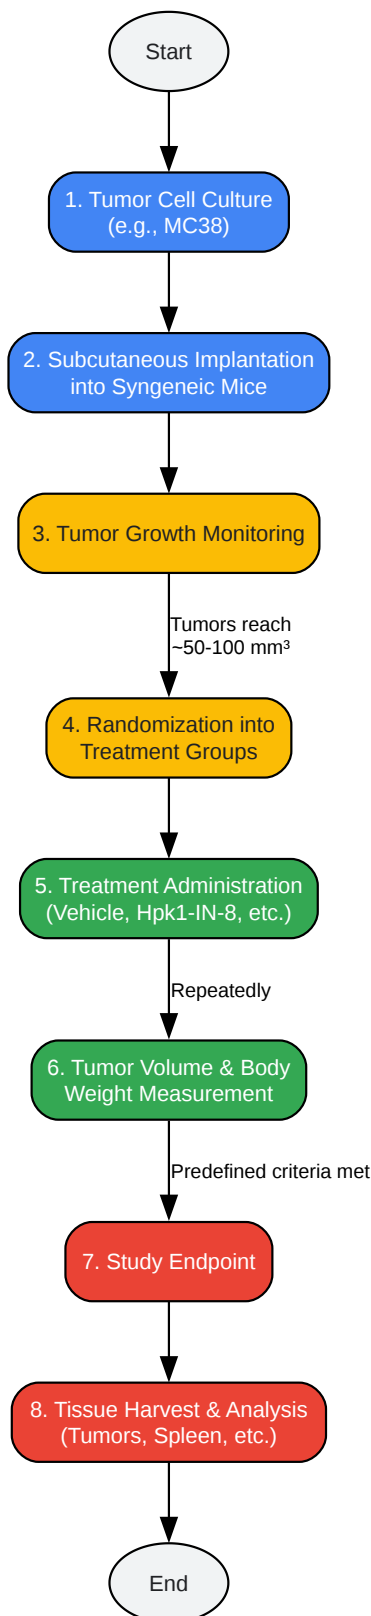 Start
1. Tumor Cell Culture
(e.g., MC38)
2. Subcutaneous Implantation
into Syngeneic Mice
3. Tumor Growth Monitoring
Tumors reach
~50-100 mm³
4. Randomization into
Treatment Groups
5. Treatment Administration
(Vehicle, Hpk1-IN-8, etc.)
Repeatedly
6. Tumor Volume & Body
Weight Measurement
Predefined criteria met
7. Study Endpoint
8. Tissue Harvest & Analysis
(Tumors, Spleen, etc.)
End